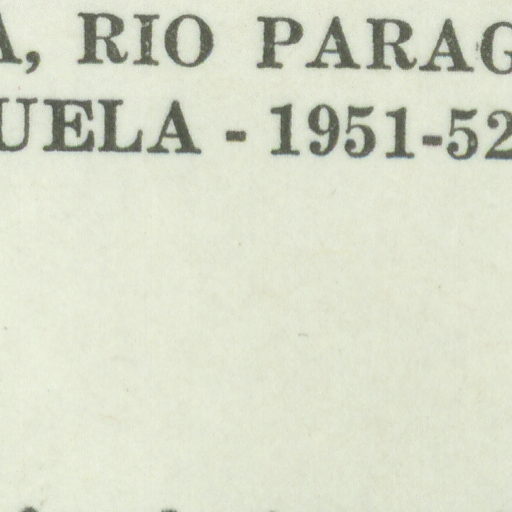 A, RIO PARAG
UELA - 1951-52